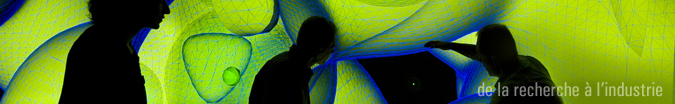 de la recherche à l'industrie